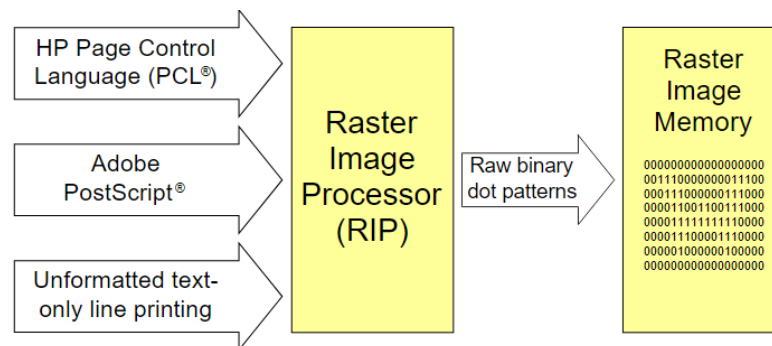 HP Page Control
Language (PCL®)
Adobe
PostScript®
Unformatted text-
only line printing
Raster
Image
Processor
(RIP)
Raw binary
dot patterns
Raster
Image
Memory
000000000000000000
001110000000011100
000111000000111000
000011001100111000
000011111111110000
000011100001110000
000001000000100000
000000000000000000